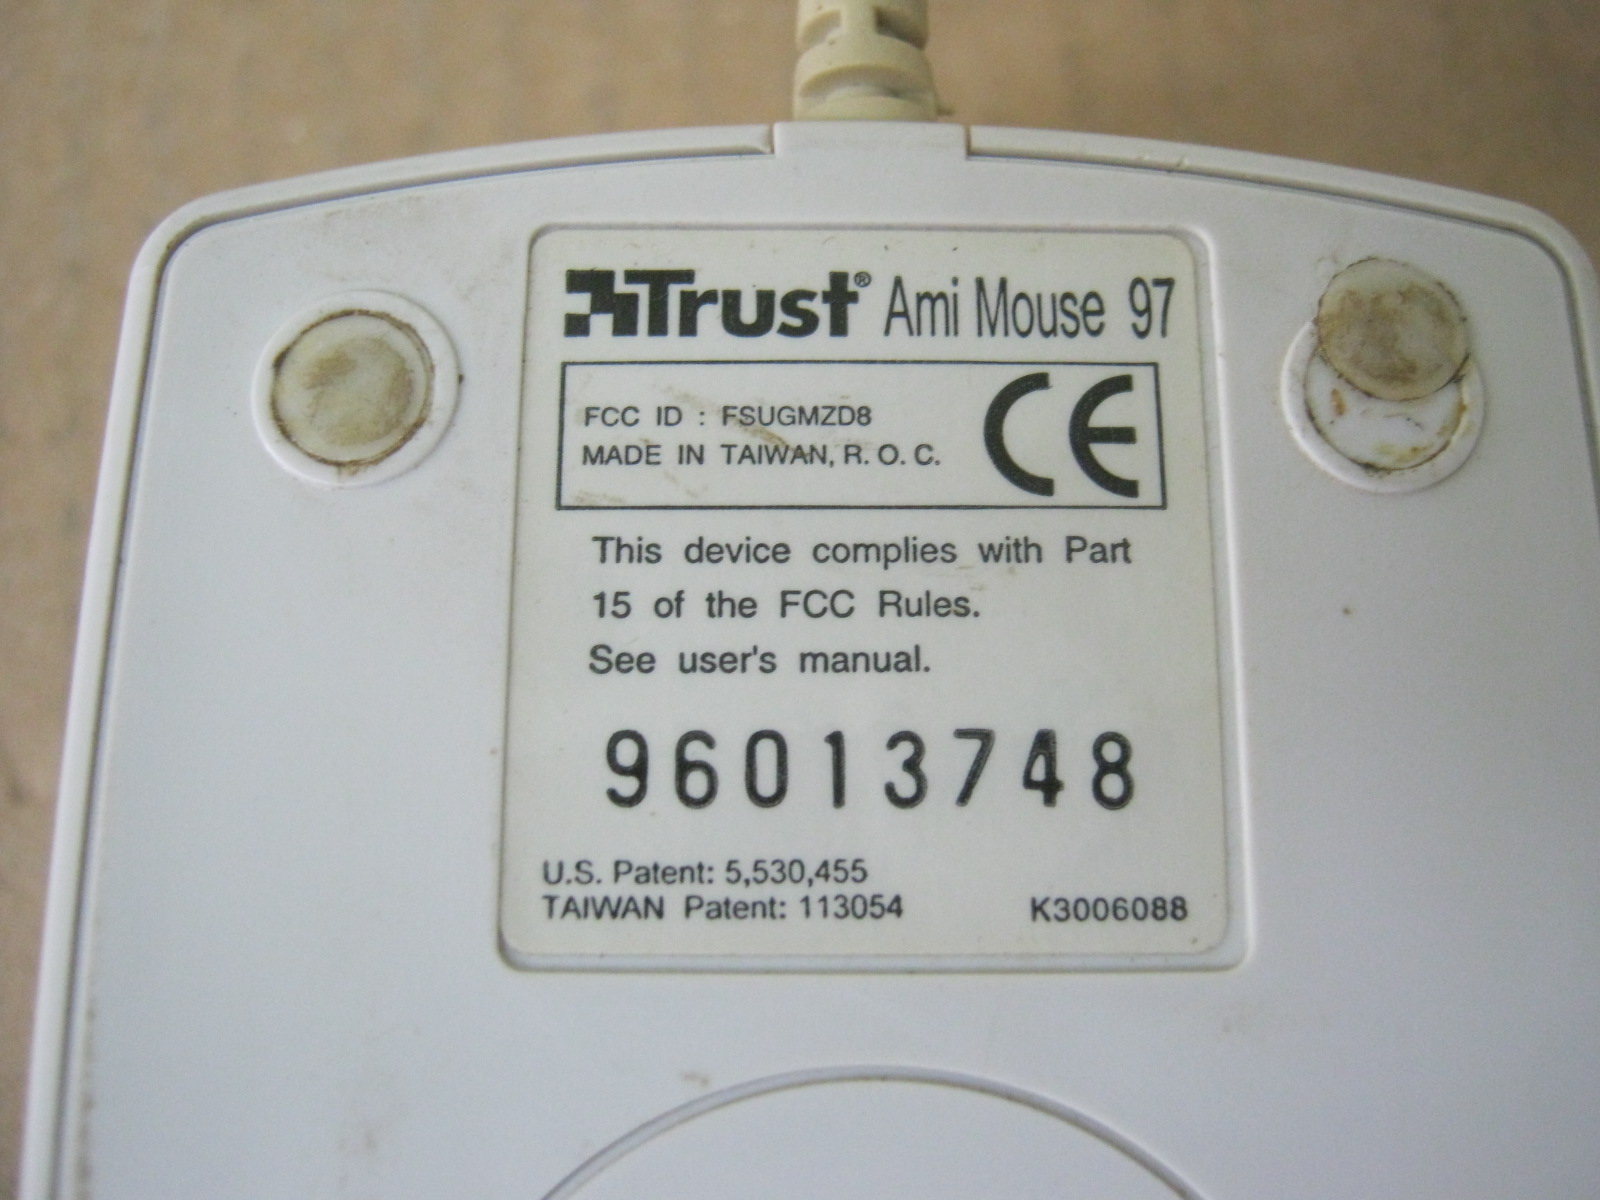 Trust® Ami Mouse 97
FCC ID : FSUGMZD8
MADE IN TAIWAN, R. O. C.
CE
This device complies with Part
15 of the FCC Rules.
See user's manual.
96013748
U.S. Patent: 5,530,455
TAIWAN Patent: 113054 K3006088